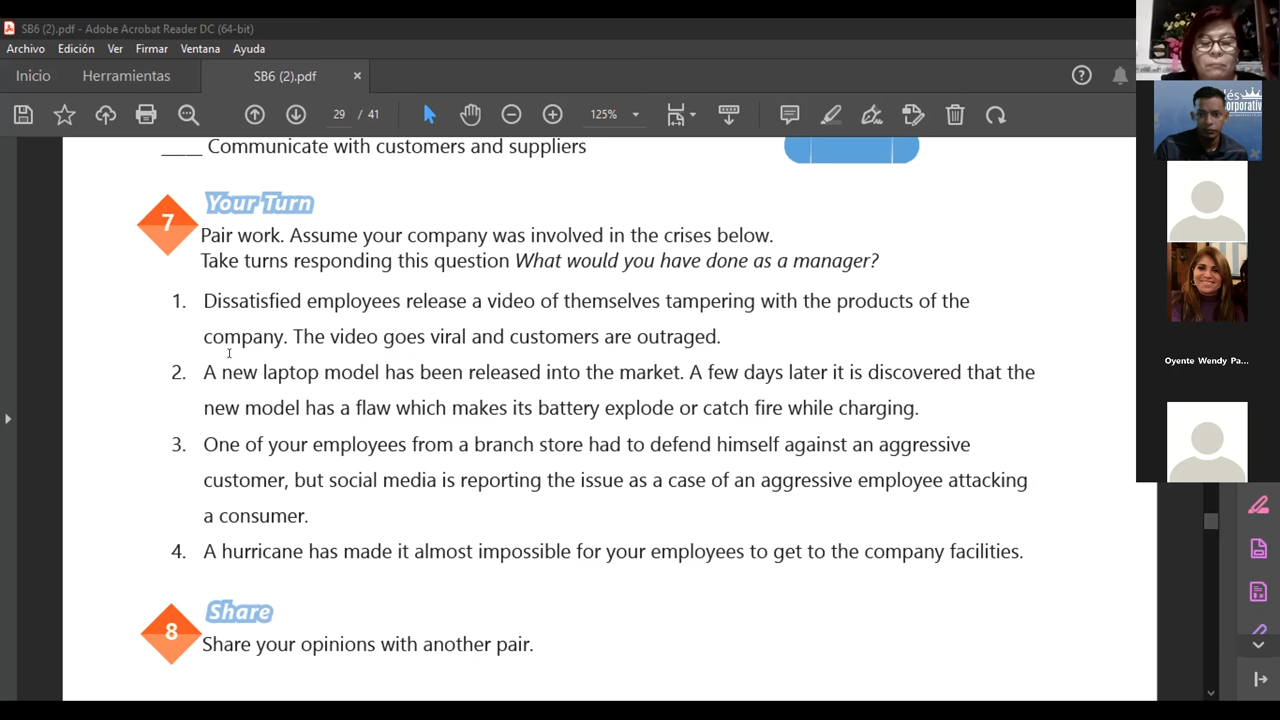 SB6 (2).pdf - Adobe Acrobat Reader DC (64-bit)
Archivo Edición Ver Firmar Ventana Ayuda
Inicio Herramientas SB6 (2).pdf ×
29 / 41 125%
_____ Communicate with customers and suppliers
7 Your Turn
Pair work. Assume your company was involved in the crises below.
Take turns responding this question What would you have done as a manager?
1. Dissatisfied employees release a video of themselves tampering with the products of the
company. The video goes viral and customers are outraged.
2. A new laptop model has been released into the market. A few days later it is discovered that the
new model has a flaw which makes its battery explode or catch fire while charging.
3. One of your employees from a branch store had to defend himself against an aggressive
customer, but social media is reporting the issue as a case of an aggressive employee attacking
a consumer.
4. A hurricane has made it almost impossible for your employees to get to the company facilities.
8 Share
Share your opinions with another pair.
Oyente Wendy Pa...